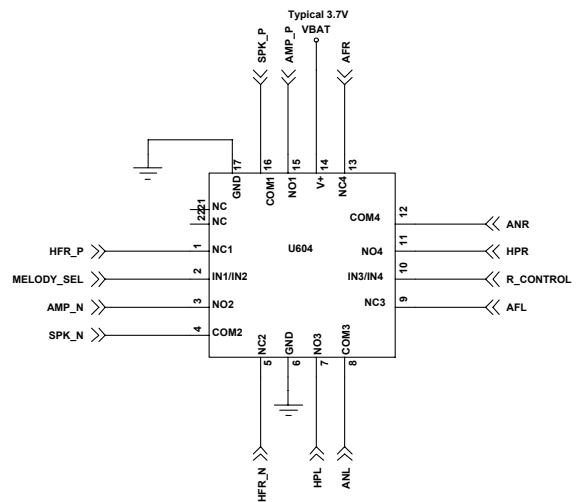 Typical 3.7V
VBAT
SPK_P
AMP_P
AFR
17
16
15
14
13
GND
COM1
NO1
V+
NC4
21
NC
22
NC
COM4
12
ANR
HFR_P
1
NC1
U604
NO4
11
HPR
MELODY_SEL
2
IN1/IN2
IN3/IN4
10
R_CONTROL
AMP_N
3
NO2
NC3
9
AFL
SPK_N
4
COM2
NC2
GND
NO3
COM3
5
6
7
8
HFR_N
HPL
ANL